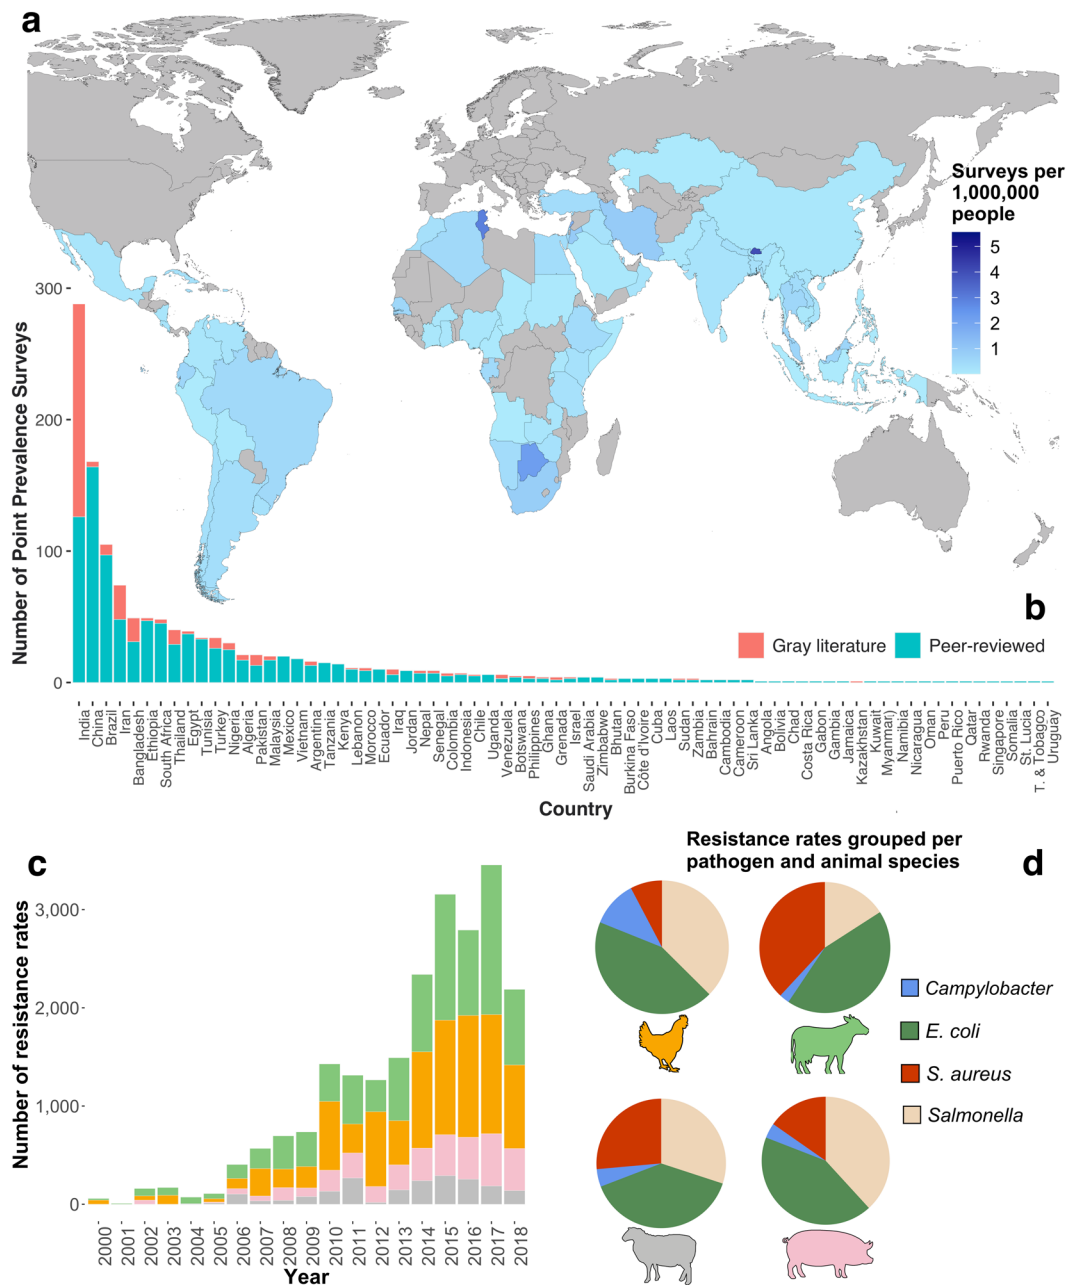 a
Surveys per
1,000,000
people
5
4
3
2
1
300
200
100
0
Number of Point Prevalence Surveys
b
Gray literature
Peer-reviewed
India
China
Brazil
Iran
Bangladesh
Ethiopia
South Africa
Thailand
Egypt
Tunisia
Turkey
Nigeria
Algeria
Pakistan
Malaysia
Mexico
Vietnam
Argentina
Tanzania
Kenya
Lebanon
Morocco
Ecuador
Iraq
Jordan
Nepal
Senegal
Colombia
Indonesia
Chile
Uganda
Venezuela
Botswana
Philippines
Ghana
Grenada
Israel
Saudi Arabia
Zimbabwe
Bhutan
Burkina Faso
Côte d'Ivoire
Cuba
Laos
Sudan
Zambia
Bahrain
Cambodia
Cameroon
Sri Lanka
Angola
Bolivia
Chad
Costa Rica
Gabon
Gambia
Jamaica
Kazakhstan
Kuwait
Myanmar)
Namibia
Nicaragua
Oman
Peru
Puerto Rico
Qatar
Rwanda
Singapore
Somalia
St. Lucia
T. & Tobago
Uruguay
Country
c
3,000
2,000
1,000
0
Number of resistance rates
2000
2001
2002
2003
2004
2005
2006
2007
2008
2009
2010
2011
2012
2013
2014
2015
2016
2017
2018
Year
Resistance rates grouped per
pathogen and animal species
d
Campylobacter
E. coli
S. aureus
Salmonella